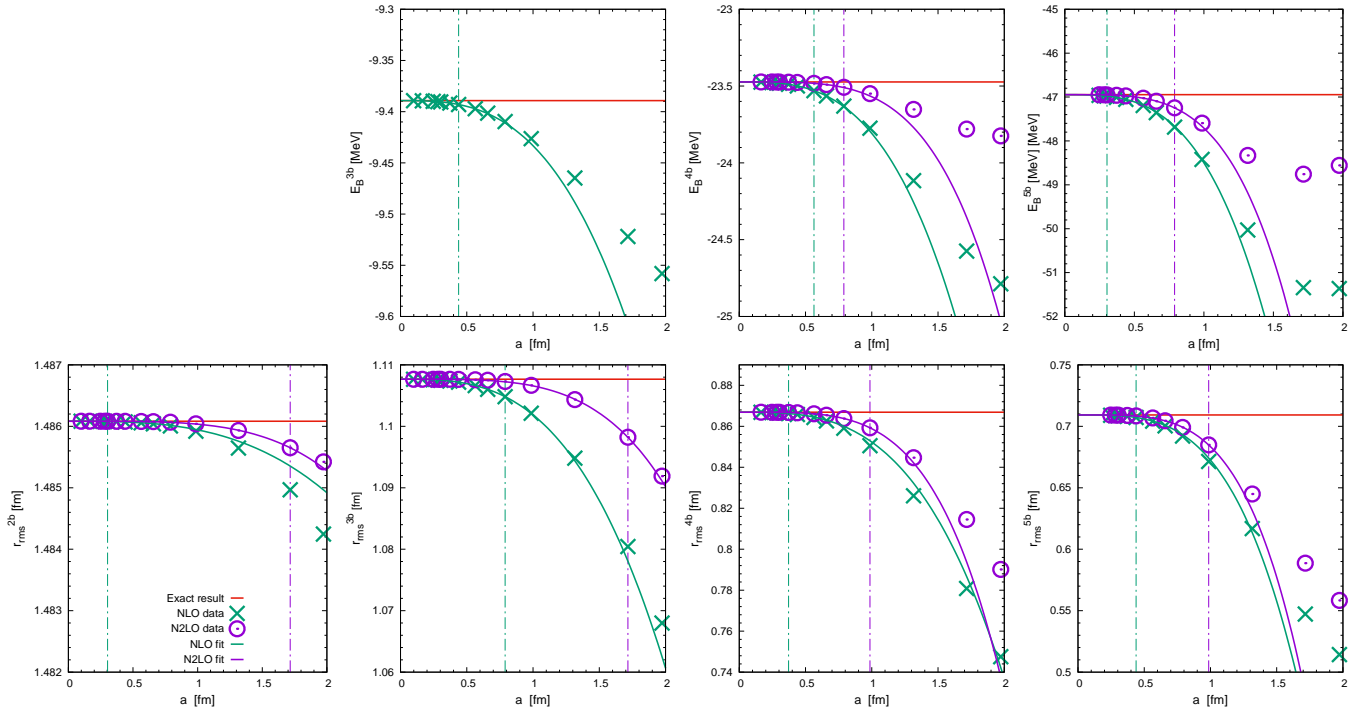 -9.3
-9.35
-9.4
-9.45
-9.5
-9.55
-9.6
E_B^3b [MeV]
0 0.5 1 1.5 2
a [fm]
-23
-23.5
-24
-24.5
-25
E_B^4b [MeV]
0 0.5 1 1.5 2
a [fm]
-45
-46
-47
-48
-49
-50
-51
-52
E_B^5b [MeV] [MeV]
0 0.5 1 1.5 2
a [fm]
1.487
1.486
1.485
1.484
1.483
1.482
r_rms^2b [fm]
Exact result
NLO data
N2LO data
NLO fit
N2LO fit
0 0.5 1 1.5 2
a [fm]
1.11
1.1
1.09
1.08
1.07
1.06
r_rms^3b [fm]
0 0.5 1 1.5 2
a [fm]
0.88
0.86
0.84
0.82
0.8
0.78
0.76
0.74
r_rms^4b [fm]
0 0.5 1 1.5 2
a [fm]
0.75
0.7
0.65
0.6
0.55
0.5
r_rms^5b [fm]
0 0.5 1 1.5 2
a [fm]